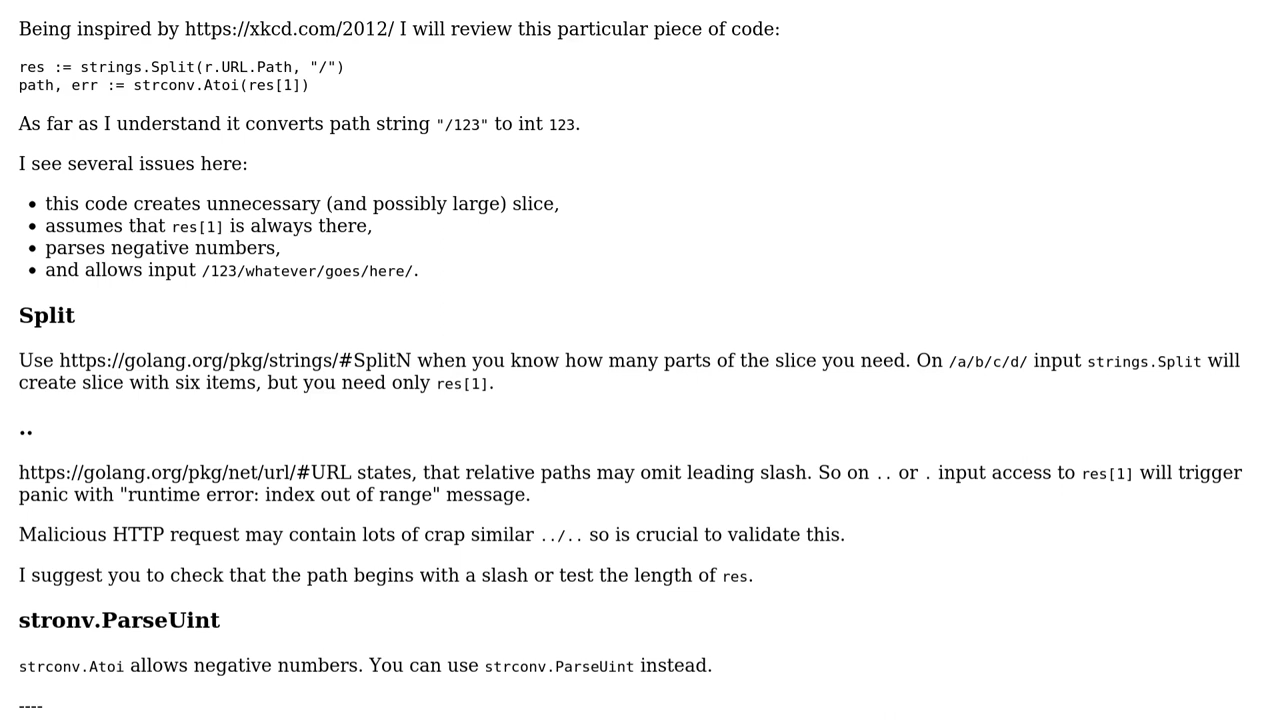 Being inspired by https://xkcd.com/2012/ I will review this particular piece of code:
res := strings.Split(r.URL.Path, "/")
path, err := strconv.Atoi(res[1])
As far as I understand it converts path string "/123" to int 123.
I see several issues here:
• this code creates unnecessary (and possibly large) slice,
• assumes that res[1] is always there,
• parses negative numbers,
• and allows input /123/whatever/goes/here/.
Split
Use https://golang.org/pkg/strings/#SplitN when you know how many parts of the slice you need. On /a/b/c/d/ input strings.Split will
create slice with six items, but you need only res[1].
..
https://golang.org/pkg/net/url/#URL states, that relative paths may omit leading slash. So on .. or . input access to res[1] will trigger
panic with "runtime error: index out of range" message.
Malicious HTTP request may contain lots of crap similar ../.. so is crucial to validate this.
I suggest you to check that the path begins with a slash or test the length of res.
stronv.ParseUint
strconv.Atoi allows negative numbers. You can use strconv.ParseUint instead.
----